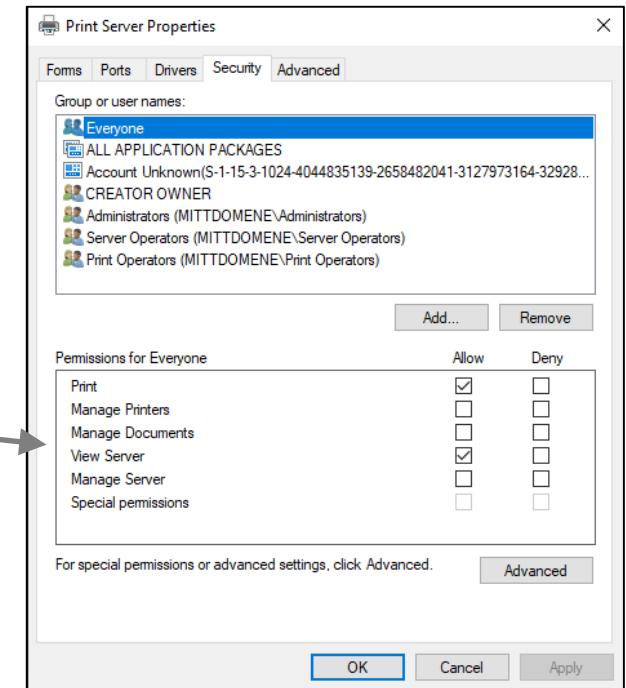 Print Server Properties
Forms Ports Drivers Security Advanced
Group or user names:
Everyone
ALL APPLICATION PACKAGES
Account Unknown(S-1-15-3-1024-4044835139-2658482041-3127973164-32928...
CREATOR OWNER
Administrators (MITTDOMENE\Administrators)
Server Operators (MITTDOMENE\Server Operators)
Print Operators (MITTDOMENE\Print Operators)
Add... Remove
Permissions for Everyone Allow Deny
Print
Manage Printers
Manage Documents
View Server
Manage Server
Special permissions
For special permissions or advanced settings, click Advanced. Advanced
OK Cancel Apply